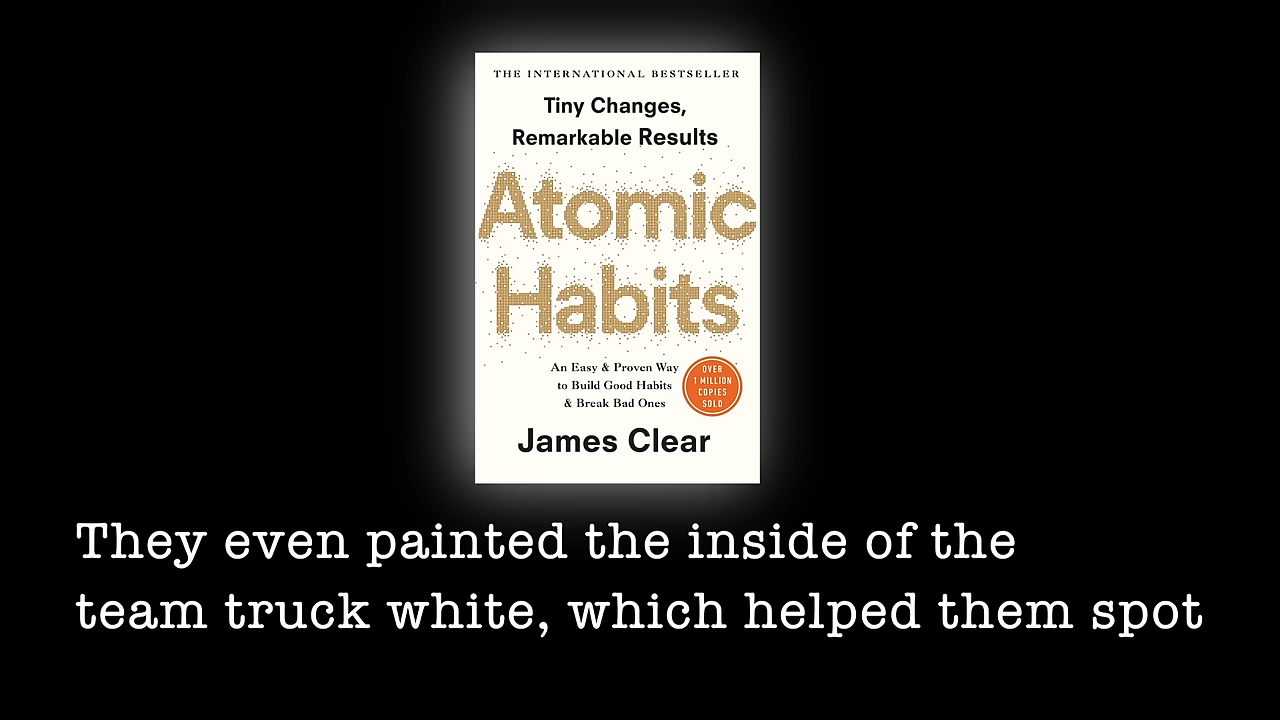 THE INTERNATIONAL BESTSELLER
Tiny Changes,
Remarkable Results
Atomic
Habits
An Easy & Proven Way
to Build Good Habits
& Break Bad Ones
OVER
1 MILLION
COPIES
SOLD
James Clear
They even painted the inside of the
team truck white, which helped them spot